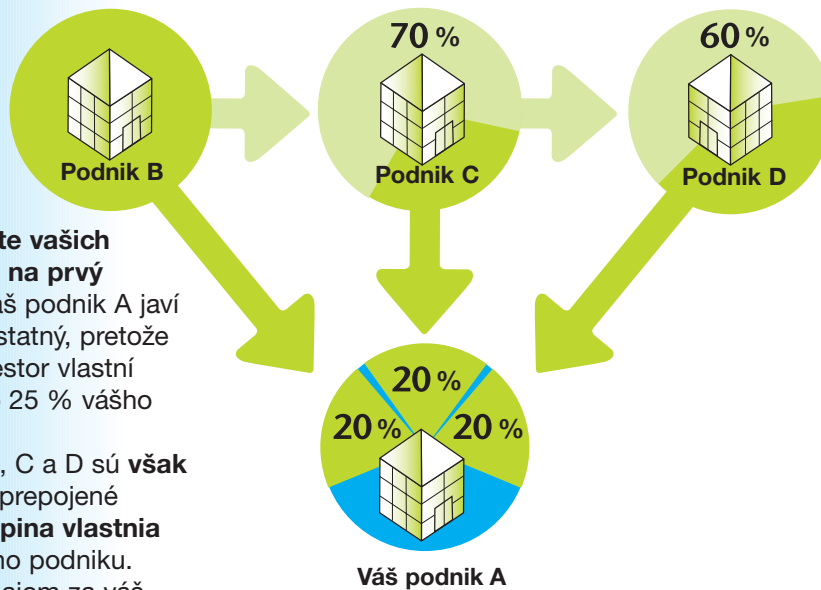 70 %
60 %
Podnik B
Podnik C
Podnik D
te vašich
na prvý
áš podnik A javí
statný, pretože
estor vlastní
25 % vášho
20 %
20 %
20 %
, C a D sú však
prepojené
pina vlastnia
ho podniku.
Váš podnik A